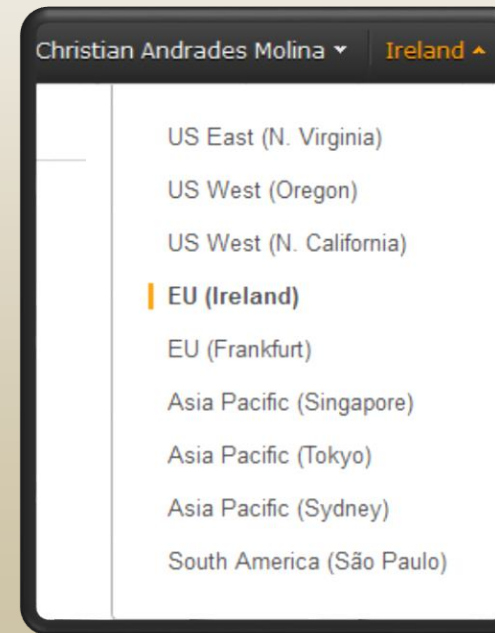 Christian Andrades Molina Ireland
US East (N. Virginia)
US West (Oregon)
US West (N. California)
EU (Ireland)
EU (Frankfurt)
Asia Pacific (Singapore)
Asia Pacific (Tokyo)
Asia Pacific (Sydney)
South America (São Paulo)